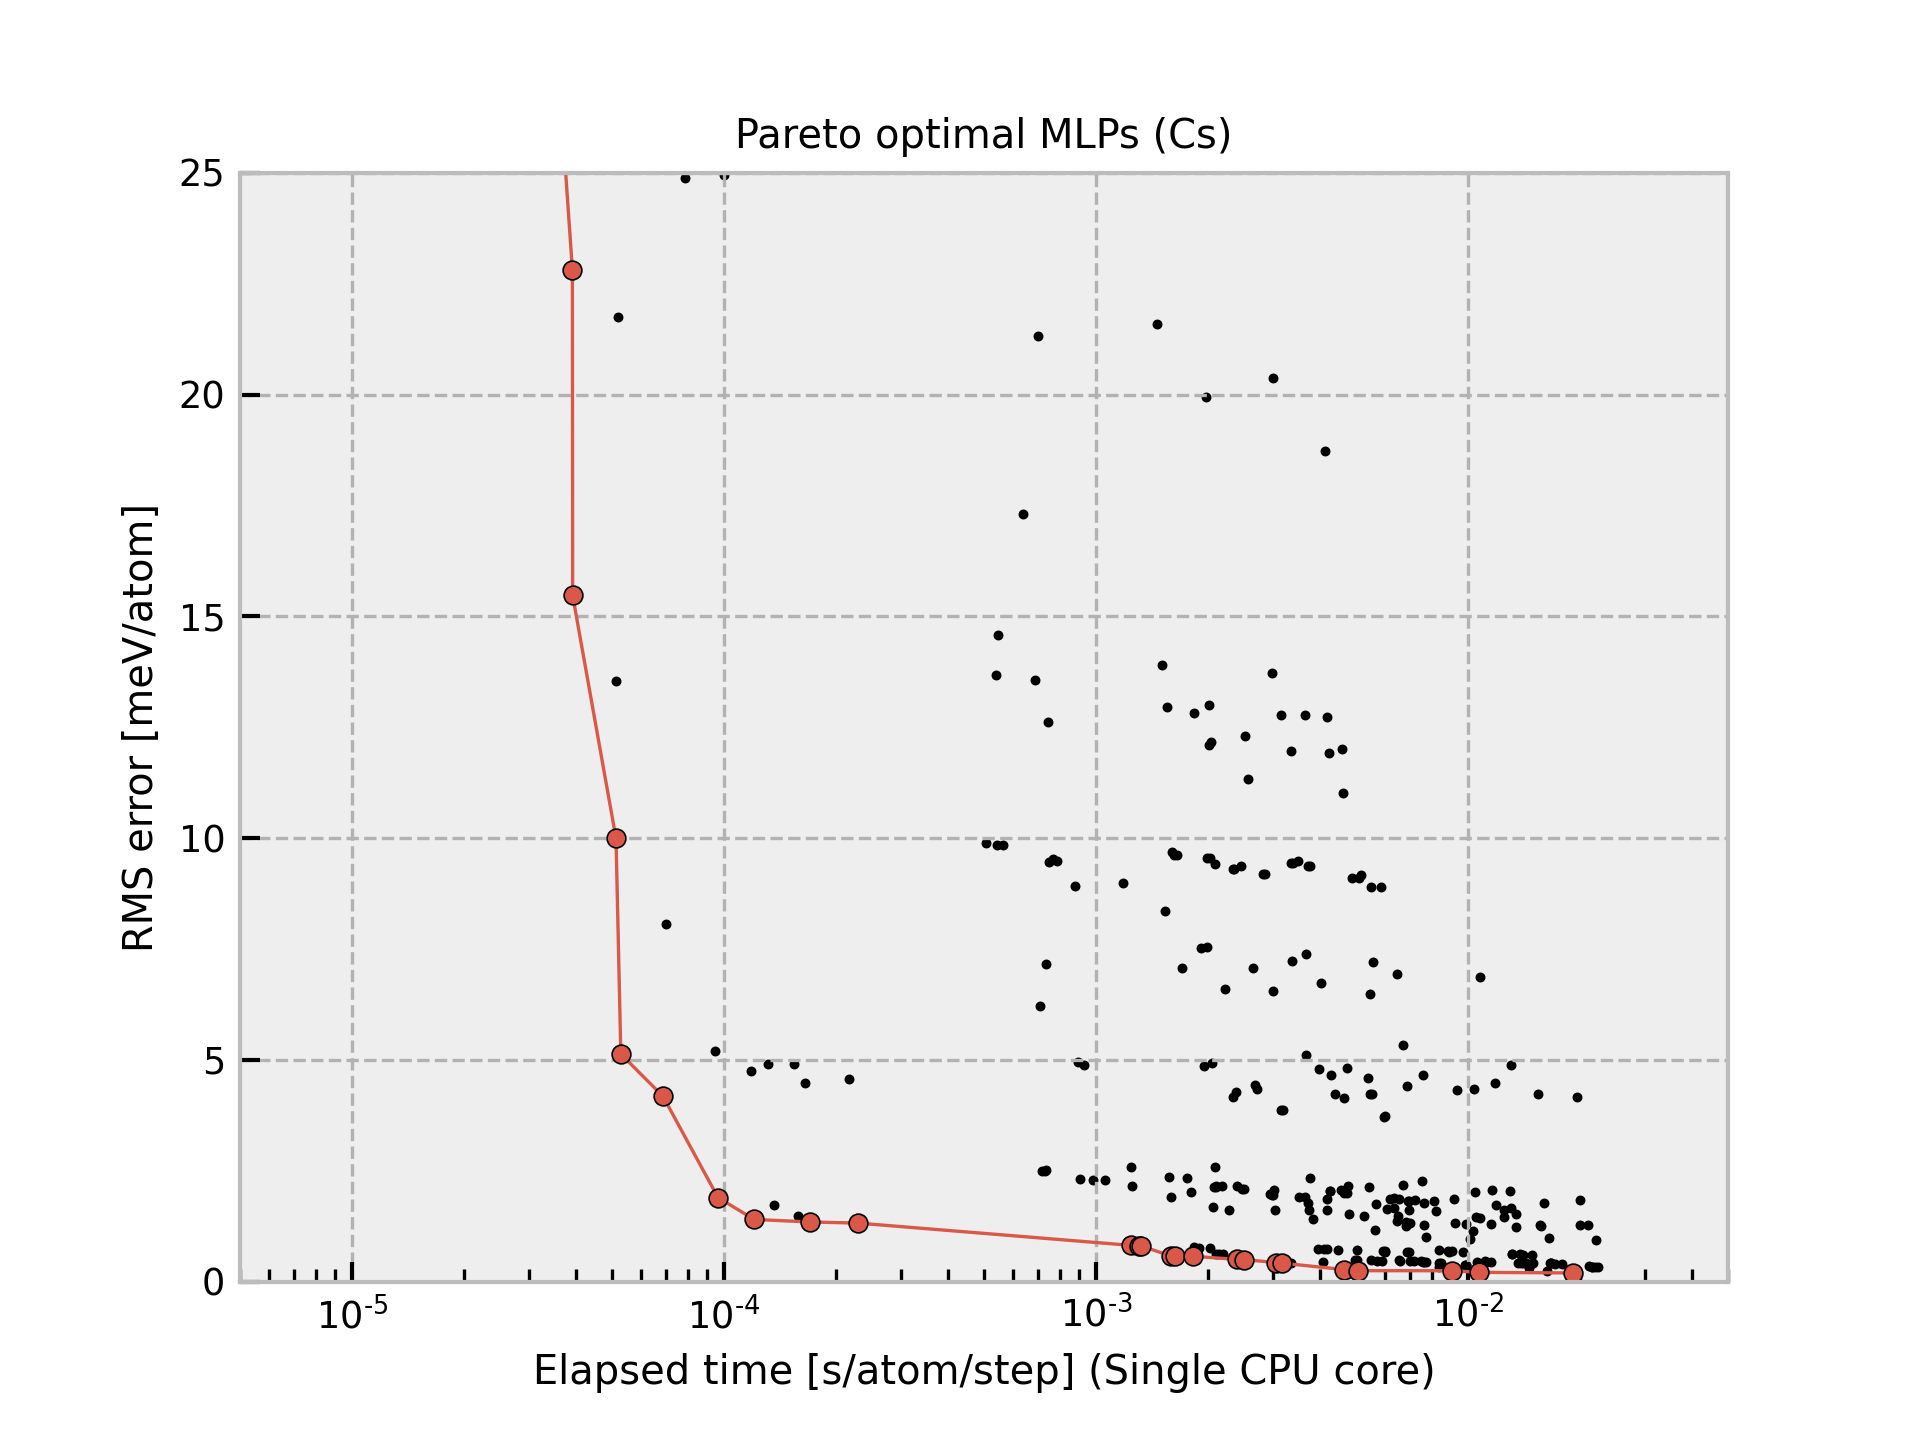 Pareto optimal MLPs (Cs)
25
20
15
10
5
0
RMS error [meV/atom]
10^-5 10^-4 10^-3 10^-2
Elapsed time [s/atom/step] (Single CPU core)